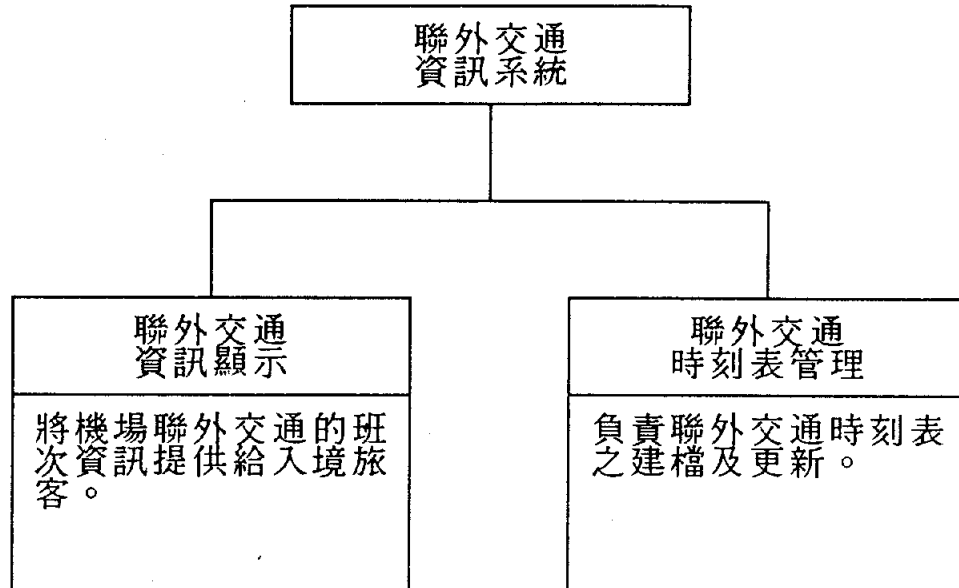 聯外交通
資訊系統
聯外交通
資訊顯示
將機場聯外交通的班
次資訊提供給入境旅
客。
聯外交通
時刻表管理
負責聯外交通時刻表
之建檔及更新。